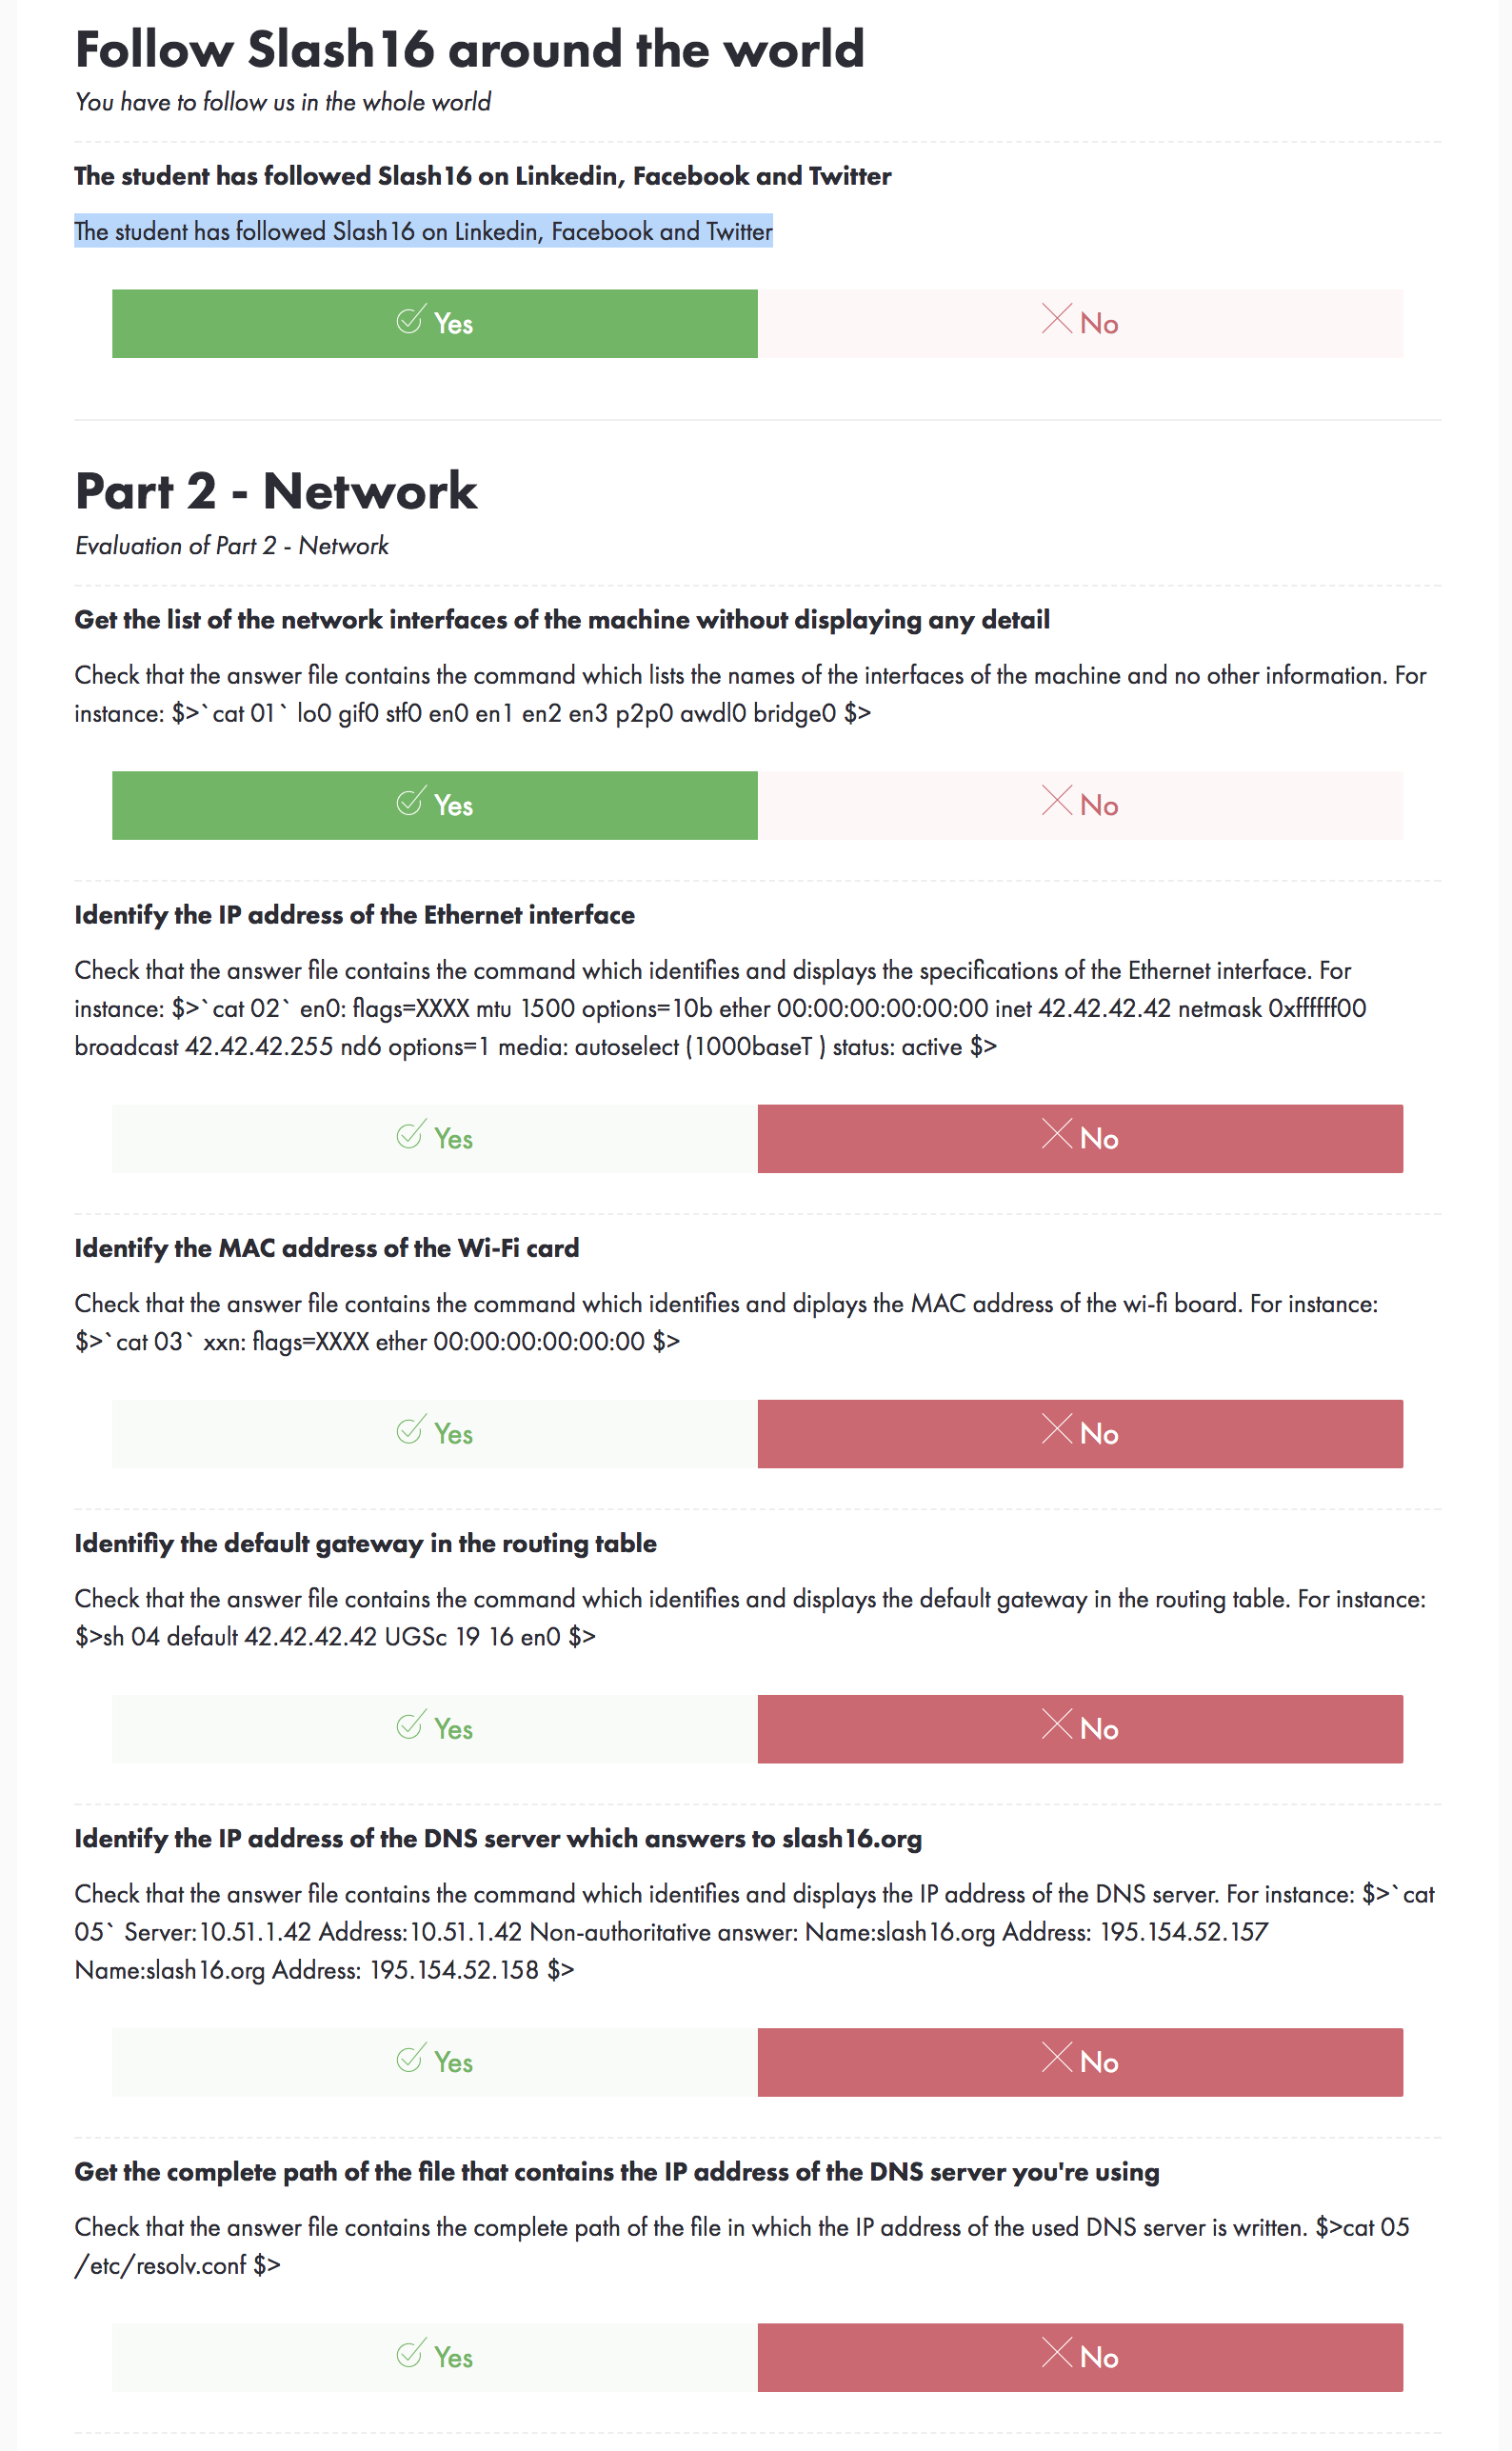 Follow Slash16 around the world
You have to follow us in the whole world
The student has followed Slash16 on Linkedin, Facebook and Twitter
The student has followed Slash16 on Linkedin, Facebook and Twitter
Yes
No
Part 2 - Network
Evaluation of Part 2 - Network
Get the list of the network interfaces of the machine without displaying any detail
Check that the answer file contains the command which lists the names of the interfaces of the machine and no other information. For
instance: $>`cat 01` lo0 gif0 stf0 en0 en1 en2 en3 p2p0 awdl0 bridge0 $>
Yes
No
Identify the IP address of the Ethernet interface
Check that the answer file contains the command which identifies and displays the specifications of the Ethernet interface. For
instance: $>`cat 02` en0: flags=XXXX mtu 1500 options=10b ether 00:00:00:00:00:00 inet 42.42.42.42 netmask 0xffffff00
broadcast 42.42.42.255 nd6 options=1 media: autoselect (1000baseT ) status: active $>
Yes
No
Identify the MAC address of the Wi-Fi card
Check that the answer file contains the command which identifies and diplays the MAC address of the wi-fi board. For instance:
$>`cat 03` xxn: flags=XXXX ether 00:00:00:00:00:00 $>
Yes
No
Identifiy the default gateway in the routing table
Check that the answer file contains the command which identifies and displays the default gateway in the routing table. For instance:
$>sh 04 default 42.42.42.42 UGSc 19 16 en0 $>
Yes
No
Identify the IP address of the DNS server which answers to slash16.org
Check that the answer file contains the command which identifies and displays the IP address of the DNS server. For instance: $>`cat
05` Server:10.51.1.42 Address:10.51.1.42 Non-authoritative answer: Name:slash16.org Address: 195.154.52.157
Name:slash16.org Address: 195.154.52.158 $>
Yes
No
Get the complete path of the file that contains the IP address of the DNS server you're using
Check that the answer file contains the complete path of the file in which the IP address of the used DNS server is written. $>cat 05
/etc/resolv.conf $>
Yes
No